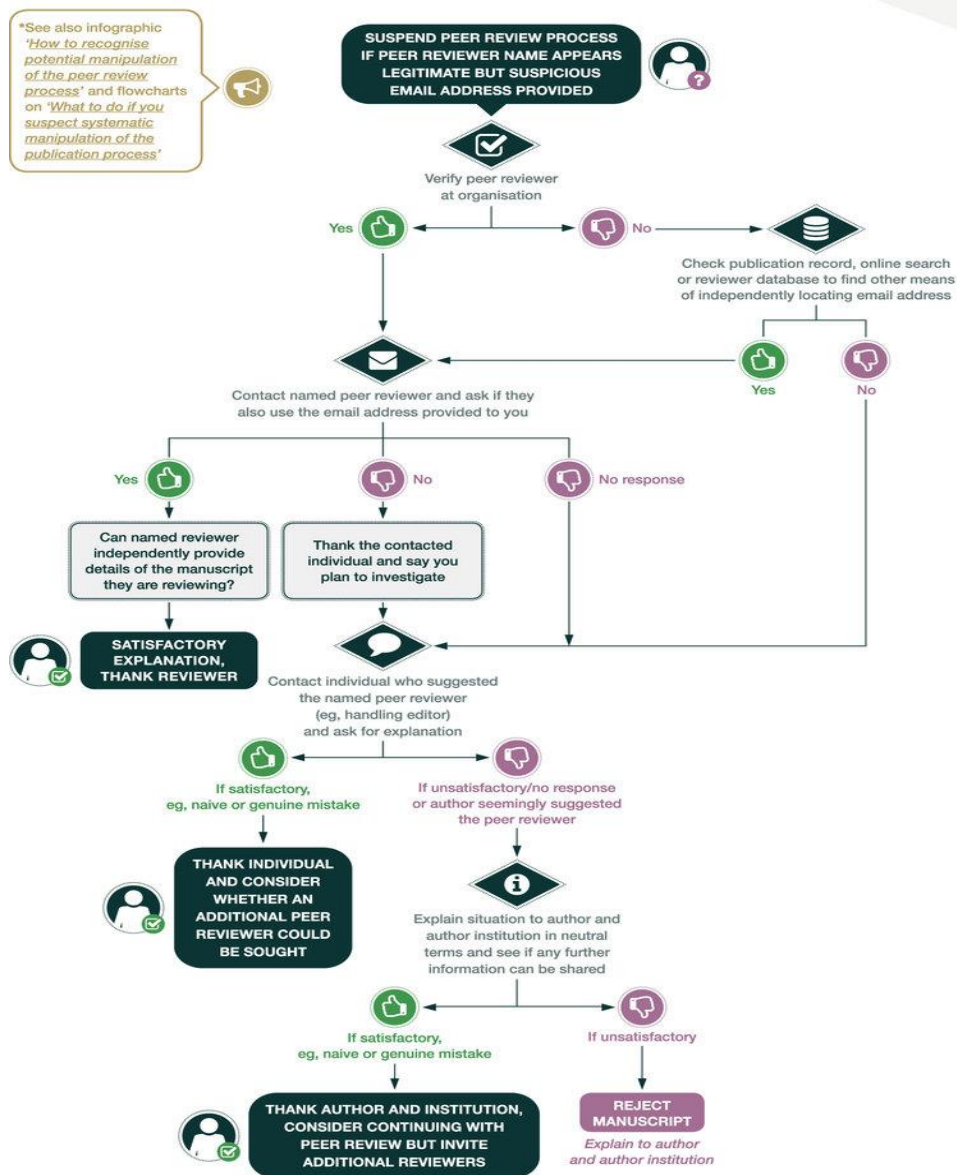 *See also infographic
‘How to recognise
potential manipulation
of the peer review
process’ and flowcharts
on ‘What to do if you
suspect systematic
manipulation of the
publication process’
SUSPEND PEER REVIEW PROCESS
IF PEER REVIEWER NAME APPEARS
LEGITIMATE BUT SUSPICIOUS
EMAIL ADDRESS PROVIDED
?
Verify peer reviewer
at organisation
Yes
No
Check publication record, online search
or reviewer database to find other means
of independently locating email address
Yes
No
Contact named peer reviewer and ask if they
also use the email address provided to you
Yes
No
No response
Can named reviewer
independently provide
details of the manuscript
they are reviewing?
Thank the contacted
individual and say you
plan to investigate
SATISFACTORY
EXPLANATION,
THANK REVIEWER
Contact individual who suggested
the named peer reviewer
(eg, handling editor)
and ask for explanation
If satisfactory,
eg, naive or genuine mistake
If unsatisfactory/no response
or author seemingly suggested
the peer reviewer
THANK INDIVIDUAL
AND CONSIDER
WHETHER AN
ADDITIONAL PEER
REVIEWER COULD
BE SOUGHT
Explain situation to author and
author institution in neutral
terms and see if any further
information can be shared
If satisfactory,
eg, naive or genuine mistake
If unsatisfactory
THANK AUTHOR AND INSTITUTION,
CONSIDER CONTINUING WITH
PEER REVIEW BUT INVITE
ADDITIONAL REVIEWERS
REJECT
MANUSCRIPT
Explain to author
and author institution